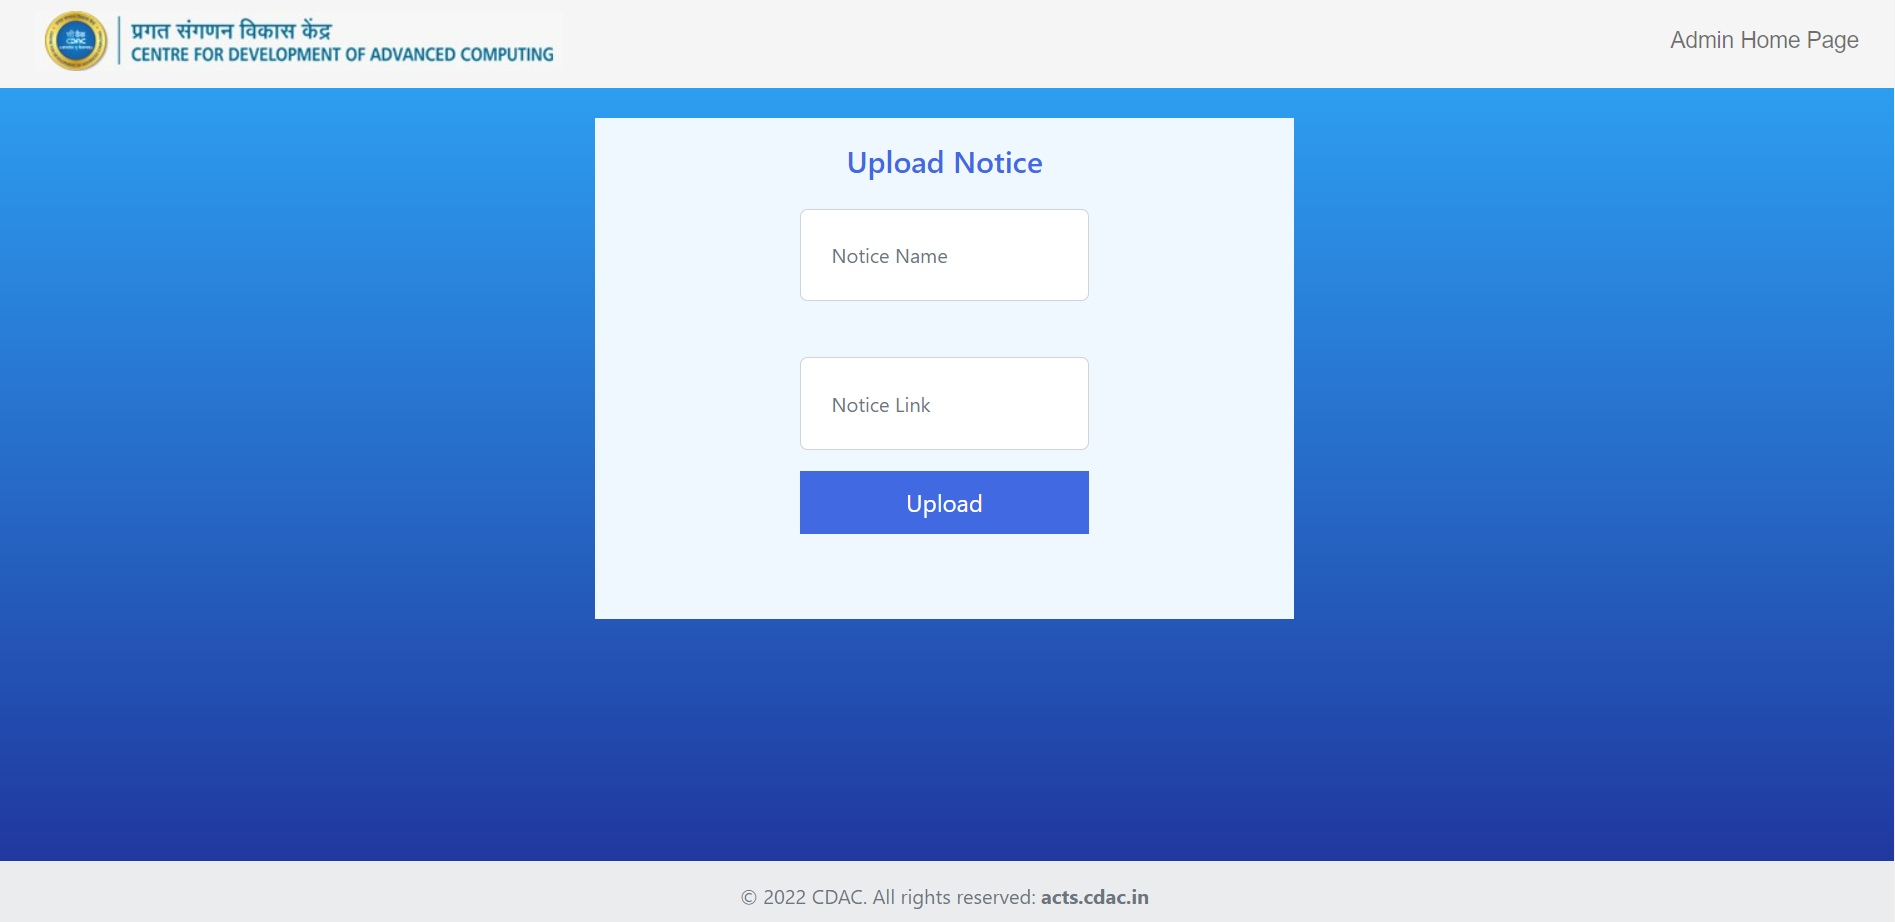 प्रगत संगणन विकास केंद्र
CENTRE FOR DEVELOPMENT OF ADVANCED COMPUTING
Admin Home Page
Upload Notice
Notice Name
Notice Link
Upload
© 2022 CDAC. All rights reserved: acts.cdac.in